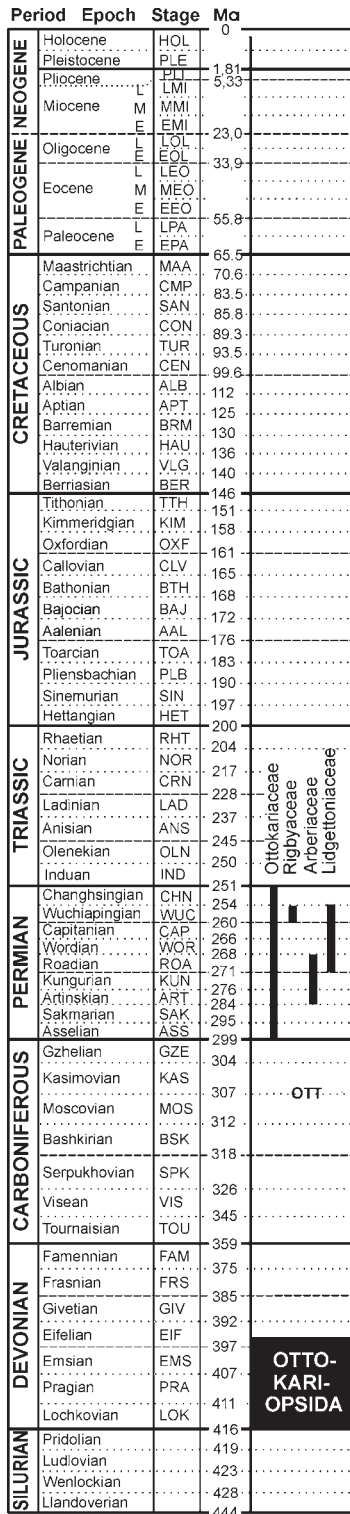 Period Epoch Stage Ma
0
NEOGENE
Holocene HOL
Pleistocene PLE
1,81
Pliocene PLI
5,33
Miocene L LMI
M MMI
E EMI
23,0
PALEOGENE
Oligocene L LOL
E EOL
33,9
Eocene L LEO
M MEO
E EEO
55,8
Paleocene L LPA
E EPA
65.5
CRETACEOUS
Maastrichtian MAA
70.6
Campanian CMP
83.5
Santonian SAN
85.8
Coniacian CON
89.3
Turonian TUR
93.5
Cenomanian CEN
99.6
Albian ALB
112
Aptian APT
125
Barremian BRM
130
Hauterivian HAU
136
Valanginian VLG
140
Berriasian BER
146
JURASSIC
Tithonian TTH
151
Kimmeridgian KIM
158
Oxfordian OXF
161
Callovian CLV
165
Bathonian BTH
168
Bajocian BAJ
172
Aalenian AAL
176
Toarcian TOA
183
Pliensbachian PLB
190
Sinemurian SIN
197
Hettangian HET
200
TRIASSIC
Rhaetian RHT
204
Norian NOR
217
Carnian CRN
228
Ladinian LAD
237
Anisian ANS
245
Olenekian OLN
250
Induan IND
251
Ottokariaceae
Rigbyaceae
Arberiaceae
Lidgettoniaceae
PERMIAN
Changhsingian CHN
254
Wuchiapingian WUC
260
Capitanian CAP
266
Wordian WOR
268
Roadian ROA
271
Kungurian KUN
276
Artinskian ART
284
Sakmarian SAK
295
Asselian ASS
299
CARBONIFEROUS
Gzhelian GZE
304
Kasimovian KAS
307
OTT
Moscovian MOS
312
Bashkirian BSK
318
Serpukhovian SPK
326
Visean VIS
345
Tournaisian TOU
359
DEVONIAN
Famennian FAM
375
Frasnian FRS
385
Givetian GIV
392
Eifelian EIF
397
Emsian EMS
407
Pragian PRA
411
Lochkovian LOK
416
OTTO-
KARI-
OPSIDA
SILURIAN
Pridolian
419
Ludlovian
423
Wenlockian
428
Llandoverian
444